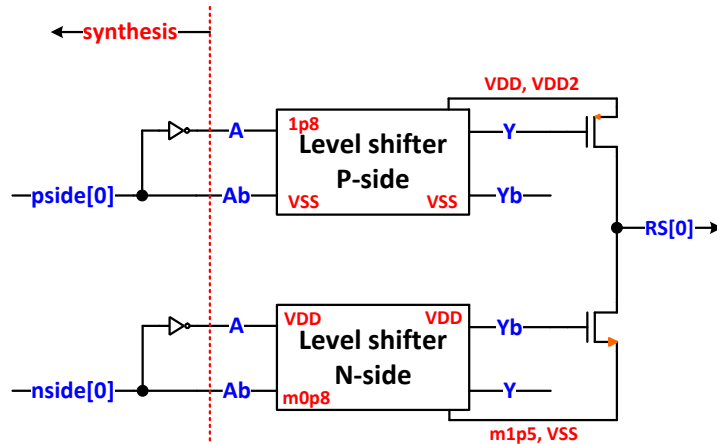 synthesis
VDD, VDD2
1p8
A
Level shifter
Y
P-side
pside[0]
Ab
VSS
VSS
Yb
RS[0]
A
VDD
VDD
Level shifter
Yb
N-side
nside[0]
Ab
m0p8
Y
m1p5, VSS